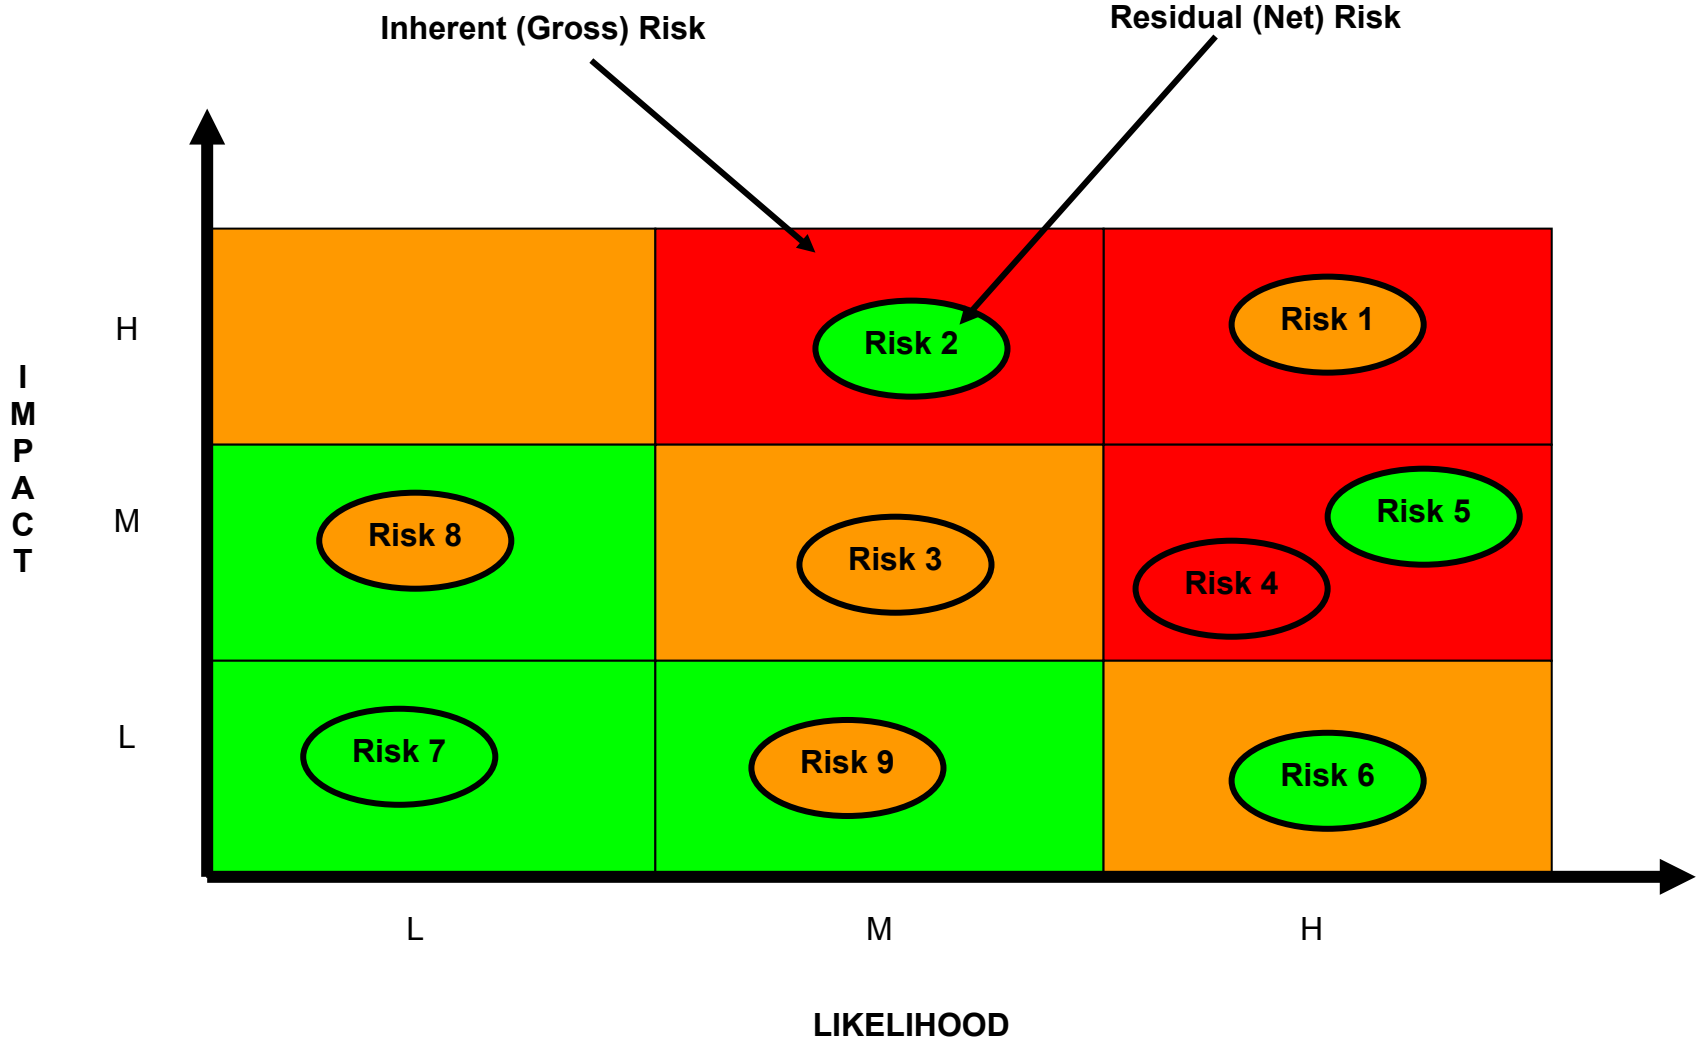 Inherent (Gross) Risk
Residual (Net) Risk
I
M
P
A
C
T
H
M
L
Risk 2
Risk 1
Risk 8
Risk 3
Risk 5
Risk 4
Risk 7
Risk 9
Risk 6
L
M
H
LIKELIHOOD